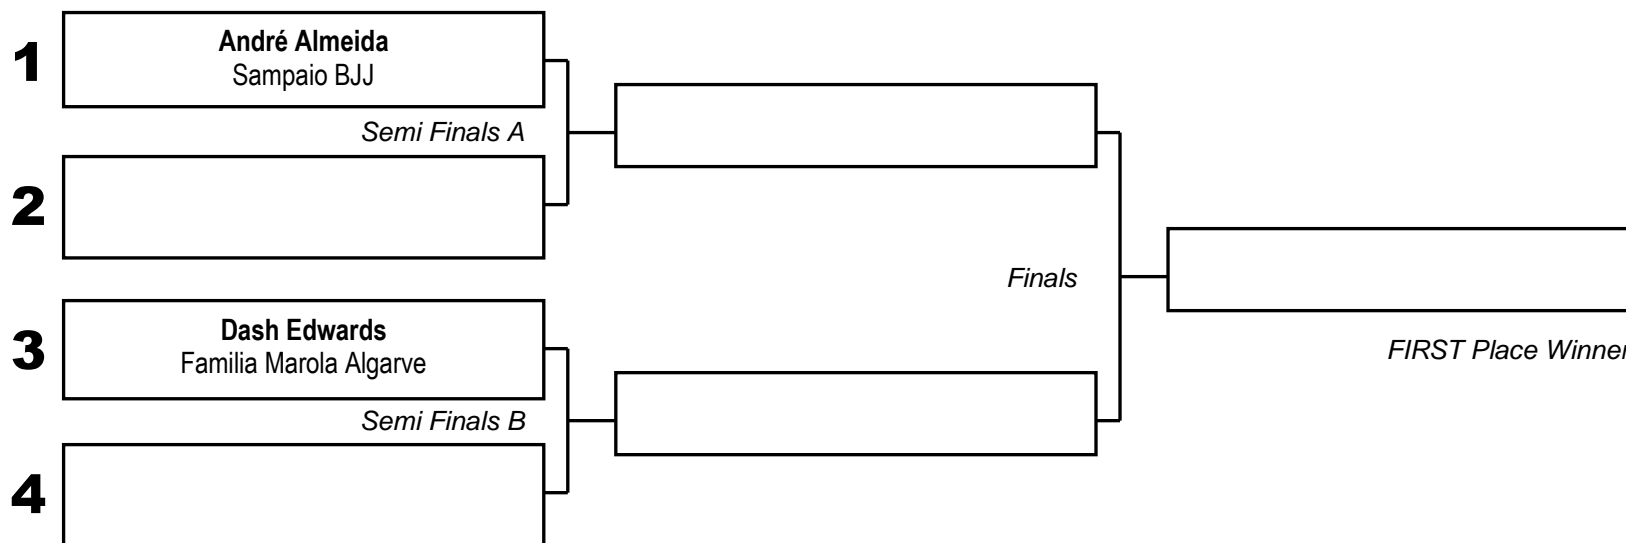 1
André Almeida
Sampaio BJJ
Semi Finals A
2
3
Dash Edwards
Familia Marola Algarve
Semi Finals B
4
Finals
FIRST Place Winner